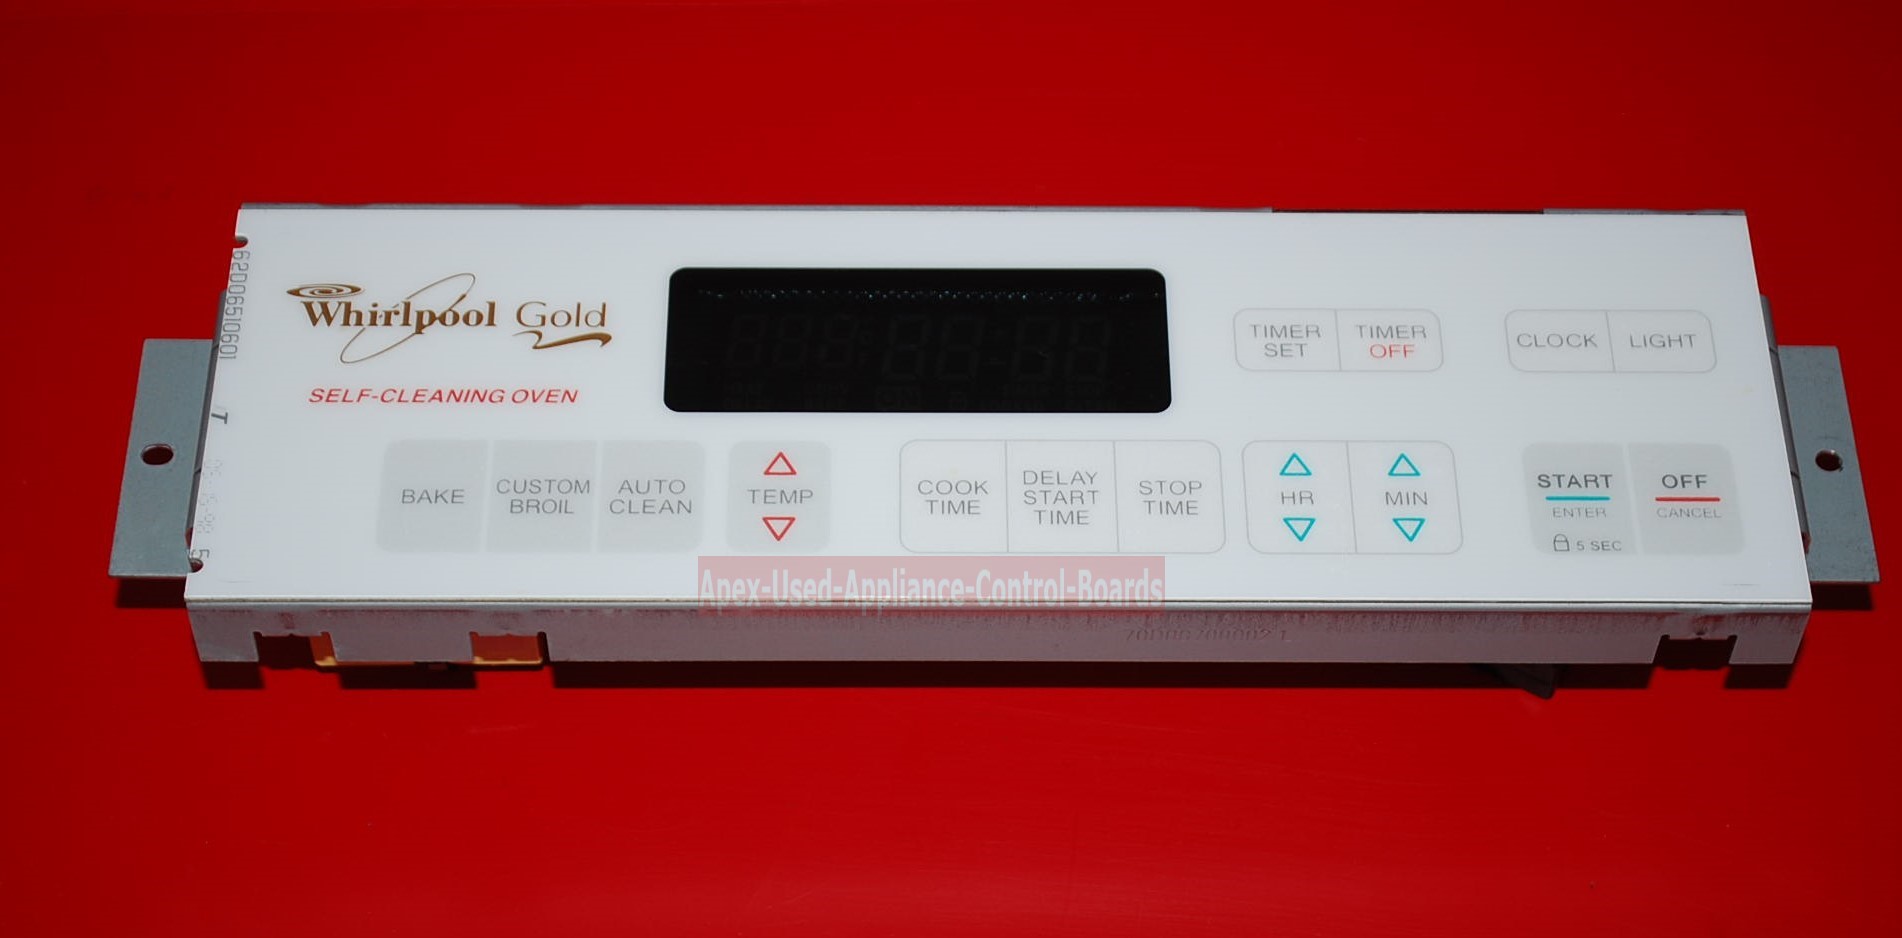 62D0651060l
T
Whirlpool Gold
SELF-CLEANING OVEN
TIMER
SET
TIMER
OFF
CLOCK
LIGHT
BAKE
CUSTOM
BROIL
AUTO
CLEAN
TEMP
COOK
TIME
DELAY
START
TIME
STOP
TIME
HR
MIN
START
ENTER
5 SEC
OFF
CANCEL
Apex-Used-Appliance-Control-Boards